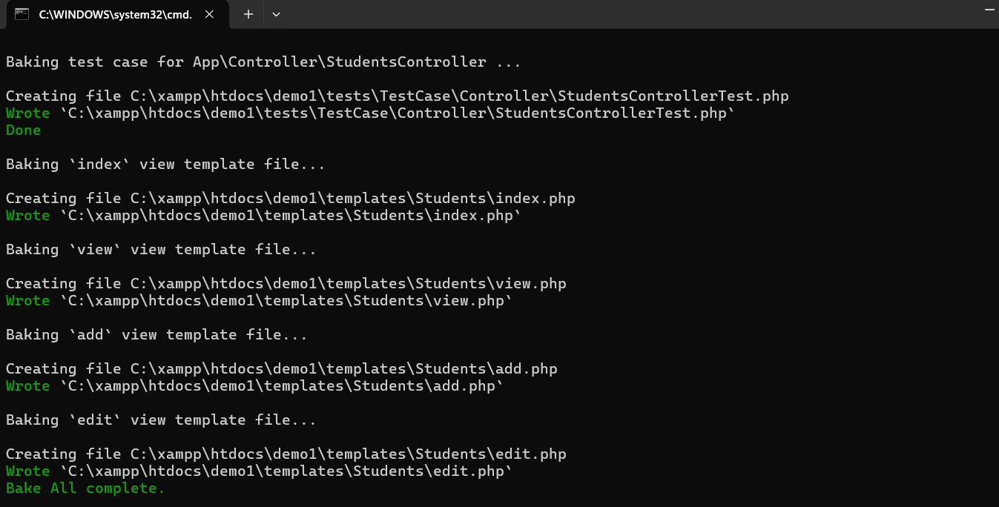 C:\WINDOWS\system32\cmd.
Baking test case for App\Controller\StudentsController ...
Creating file C:\xampp\htdocs\demo1\tests\TestCase\Controller\StudentsControllerTest.php
Wrote `C:\xampp\htdocs\demo1\tests\TestCase\Controller\StudentsControllerTest.php`
Done
Baking `index` view template file...
Creating file C:\xampp\htdocs\demo1\templates\Students\index.php
Wrote `C:\xampp\htdocs\demo1\templates\Students\index.php`
Baking `view` view template file...
Creating file C:\xampp\htdocs\demo1\templates\Students\view.php
Wrote `C:\xampp\htdocs\demo1\templates\Students\view.php`
Baking `add` view template file...
Creating file C:\xampp\htdocs\demo1\templates\Students\add.php
Wrote `C:\xampp\htdocs\demo1\templates\Students\add.php`
Baking `edit` view template file...
Creating file C:\xampp\htdocs\demo1\templates\Students\edit.php
Wrote `C:\xampp\htdocs\demo1\templates\Students\edit.php`
Bake All complete.